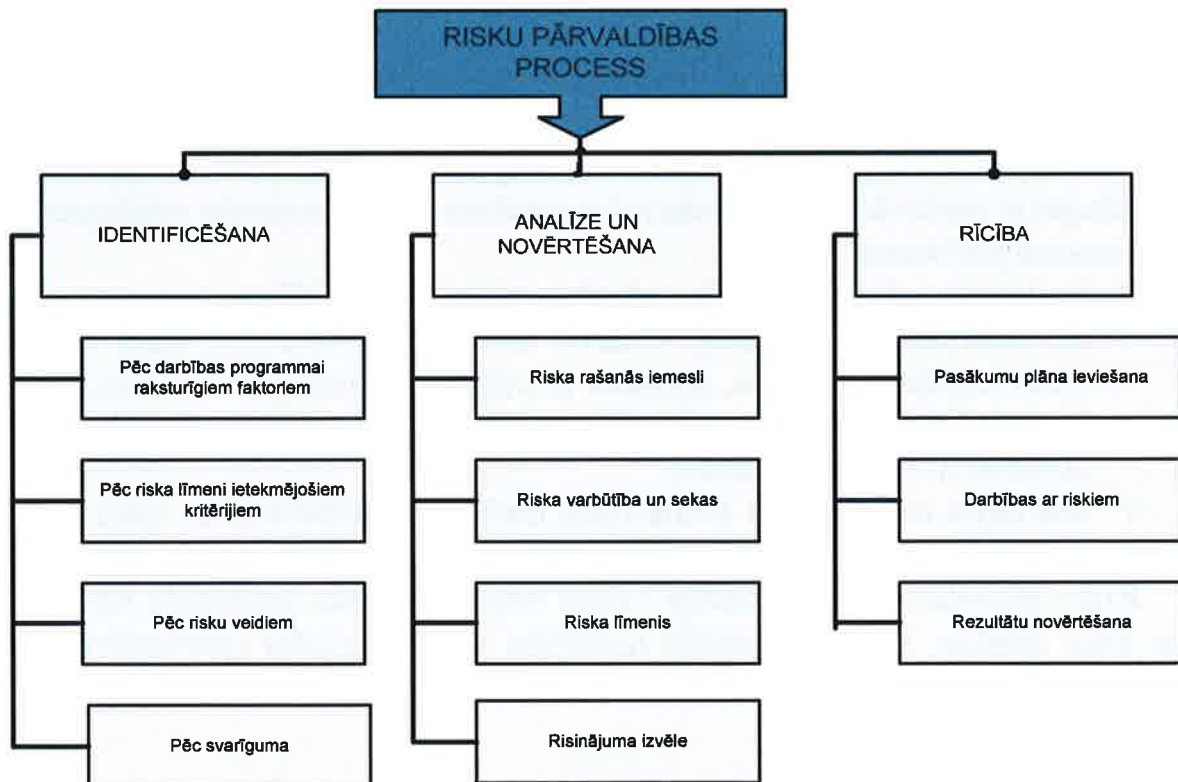 RISKU PĀRVALDĪBAS
PROCESS
IDENTIFICĒŠANA
Pēc darbības programmai
raksturīgiem faktoriem
Pēc riska līmeni ietekmējošiem
kritērijiem
Pēc risku veidiem
Pēc svarīguma
ANALĪZE UN
NOVĒRTĒŠANA
Riska rašanās iemesli
Riska varbūtība un sekas
Riska līmenis
Risinājuma izvēle
RĪCĪBA
Pasākumu plāna ieviešana
Darbības ar riskiem
Rezultātu novērtēšana